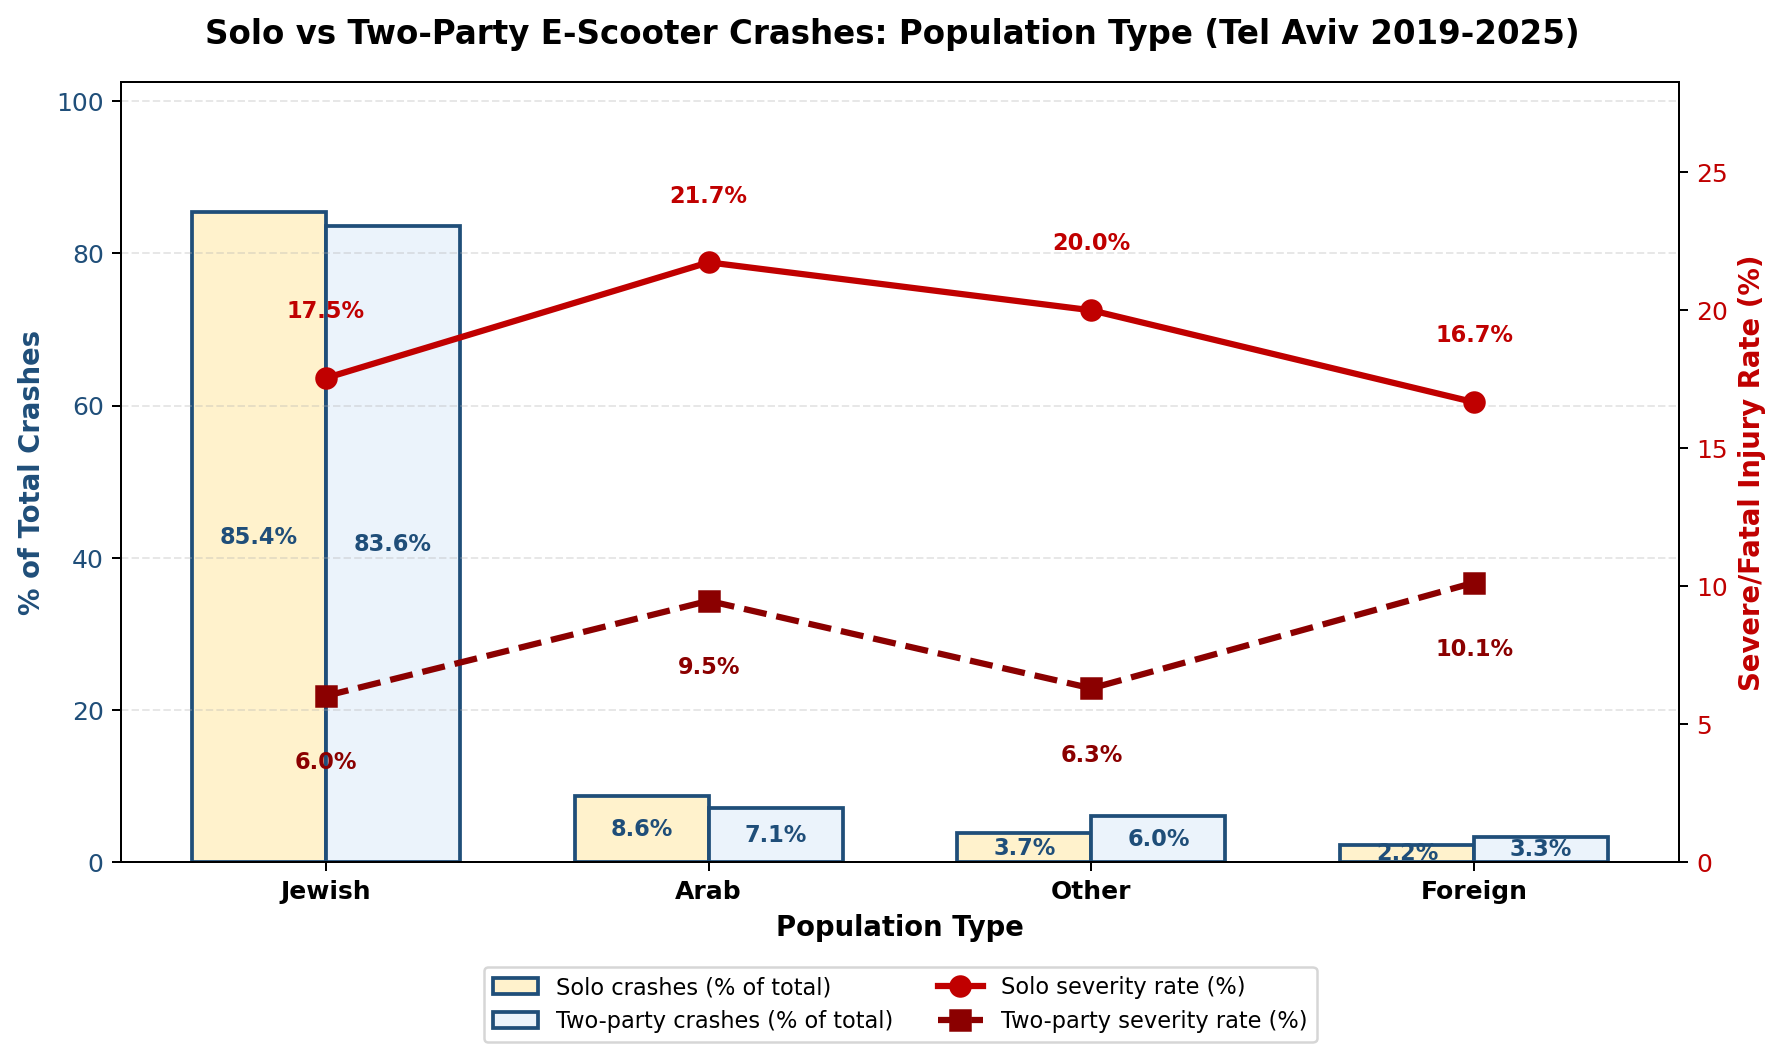 Solo vs Two-Party E-Scooter Crashes: Population Type (Tel Aviv 2019-2025)
% of Total Crashes
100
80
60
40
20
0
Severe/Fatal Injury Rate (%)
25
20
15
10
5
0
17.5%
21.7%
20.0%
16.7%
85.4%
83.6%
6.0%
9.5%
6.3%
10.1%
8.6%
7.1%
3.7%
6.0%
2.2%
3.3%
Jewish
Arab
Other
Foreign
Population Type
Solo crashes (% of total)
Two-party crashes (% of total)
Solo severity rate (%)
Two-party severity rate (%)